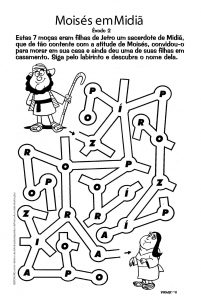 Moisés em Midiã
Êxodo 2
Estas 7 moças eram filhas de Jetro um sacerdote de Midiã,
que de tão contente com a atitude de Moisés, convidou-o
para morar em sua casa e ainda deu uma de suas filhas em
casamento. Siga pelo labirinto e descubra o nome dela.
P
Í
P
O
R
Z
I
P
O
R
R
A
Z
I
O
A
A
P
O